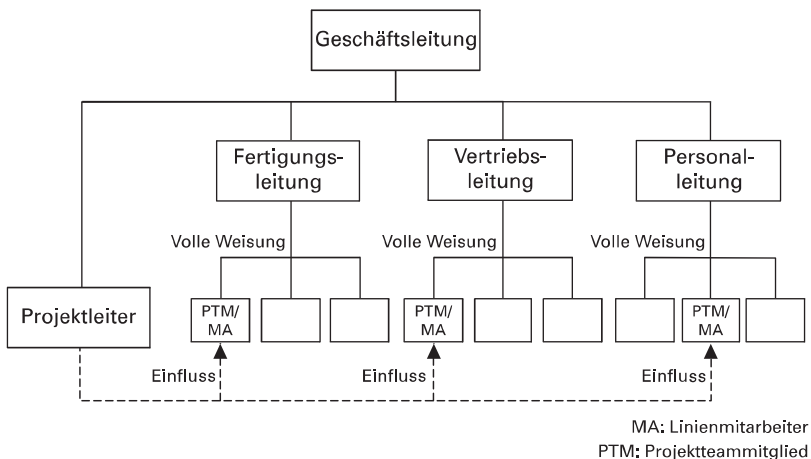 Geschäftsleitung
Fertigungs-
leitung
Vertriebs-
leitung
Personal-
leitung
Volle Weisung
Volle Weisung
Volle Weisung
Projektleiter
PTM/
MA
PTM/
MA
PTM/
MA
Einfluss
Einfluss
Einfluss
MA: Linienmitarbeiter
PTM: Projektteammitglied